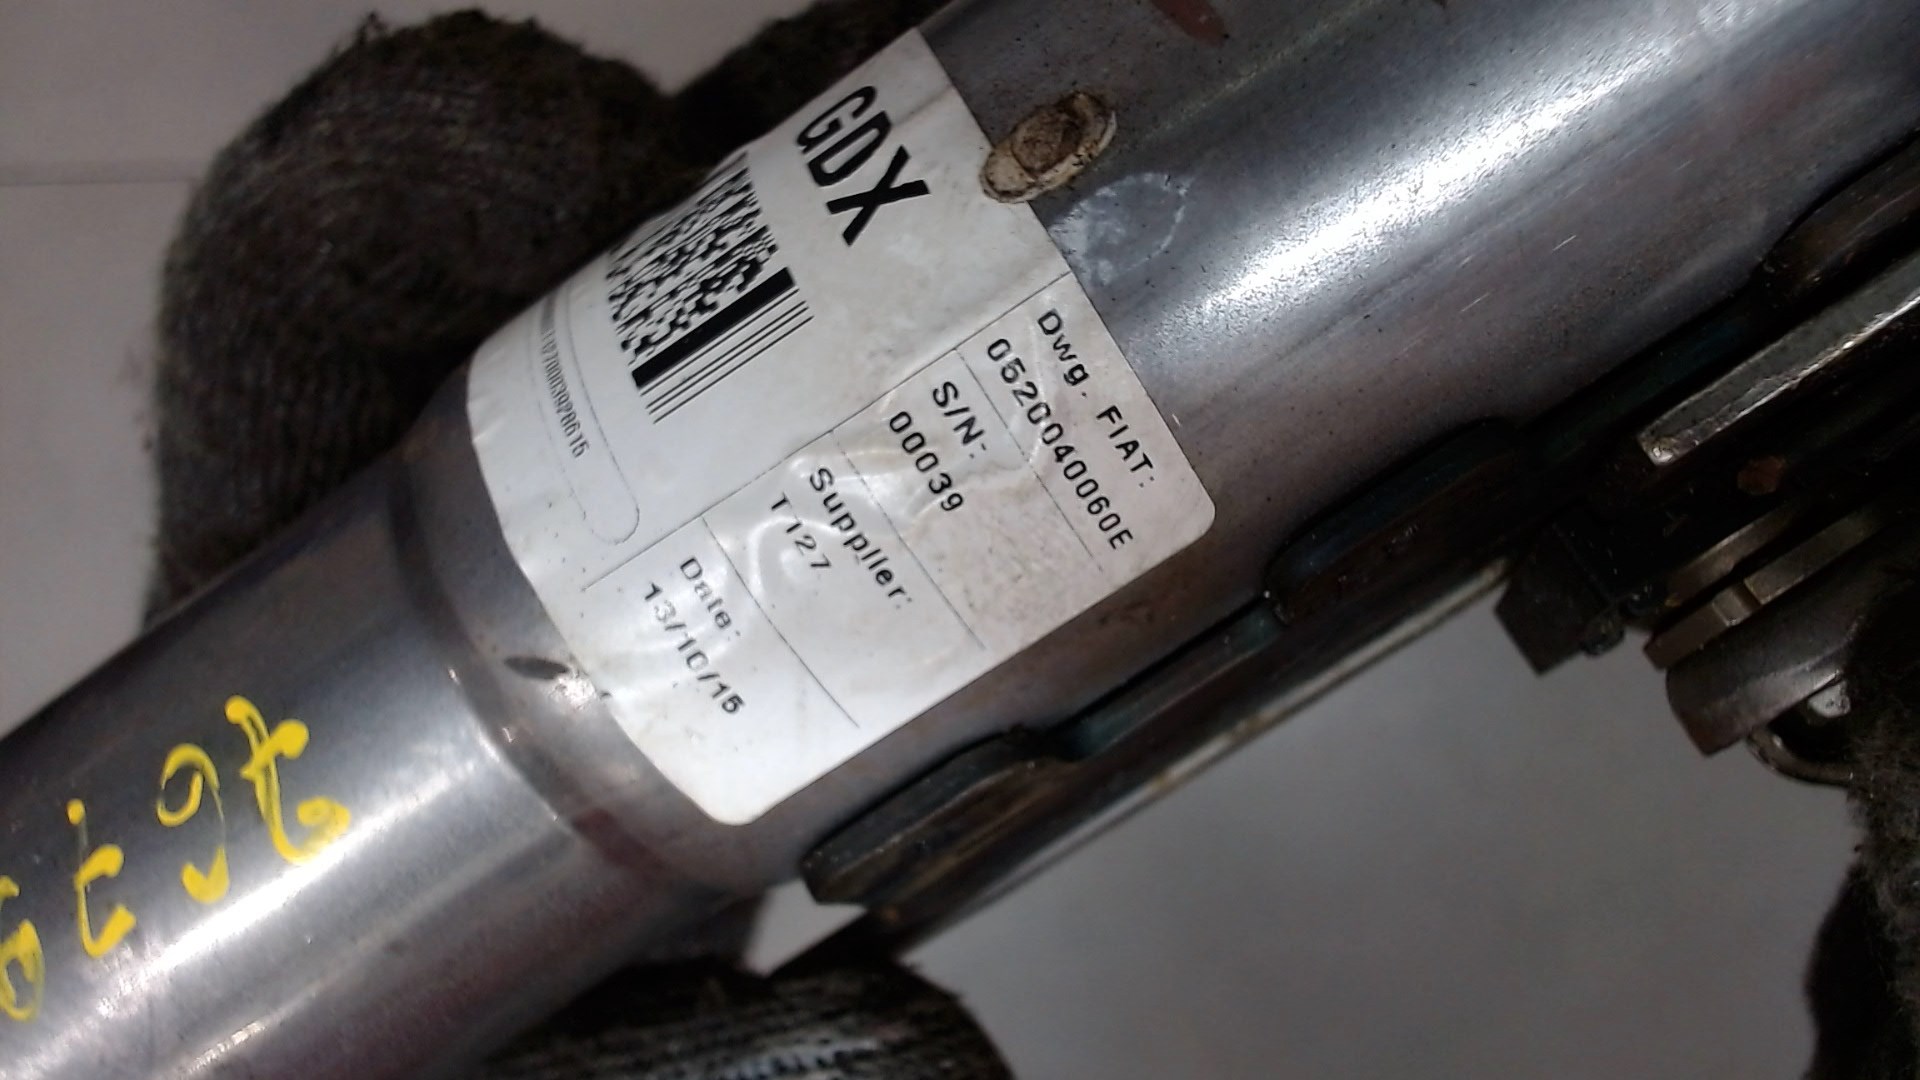 GDX
Dwg. FIAT:
0520040060E
S/N:
00039
Supplier:
T127
Date:
13/10/15